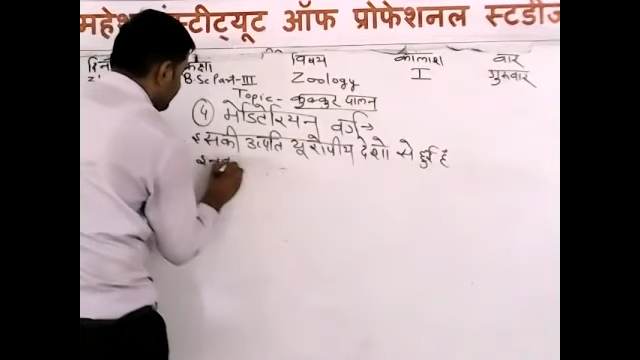 महेश इंस्टीट्यूट ऑफ प्रोफेशनल स्टडीज
कक्षा विषय कालांश वार
B.Sc Part-III Zoology I गुरुवार
Topic - कुक्कुट पालन
(4) मेडिटेरियन वर्ग →
इसकी उत्पति यूरोपीय देशो से हुई है